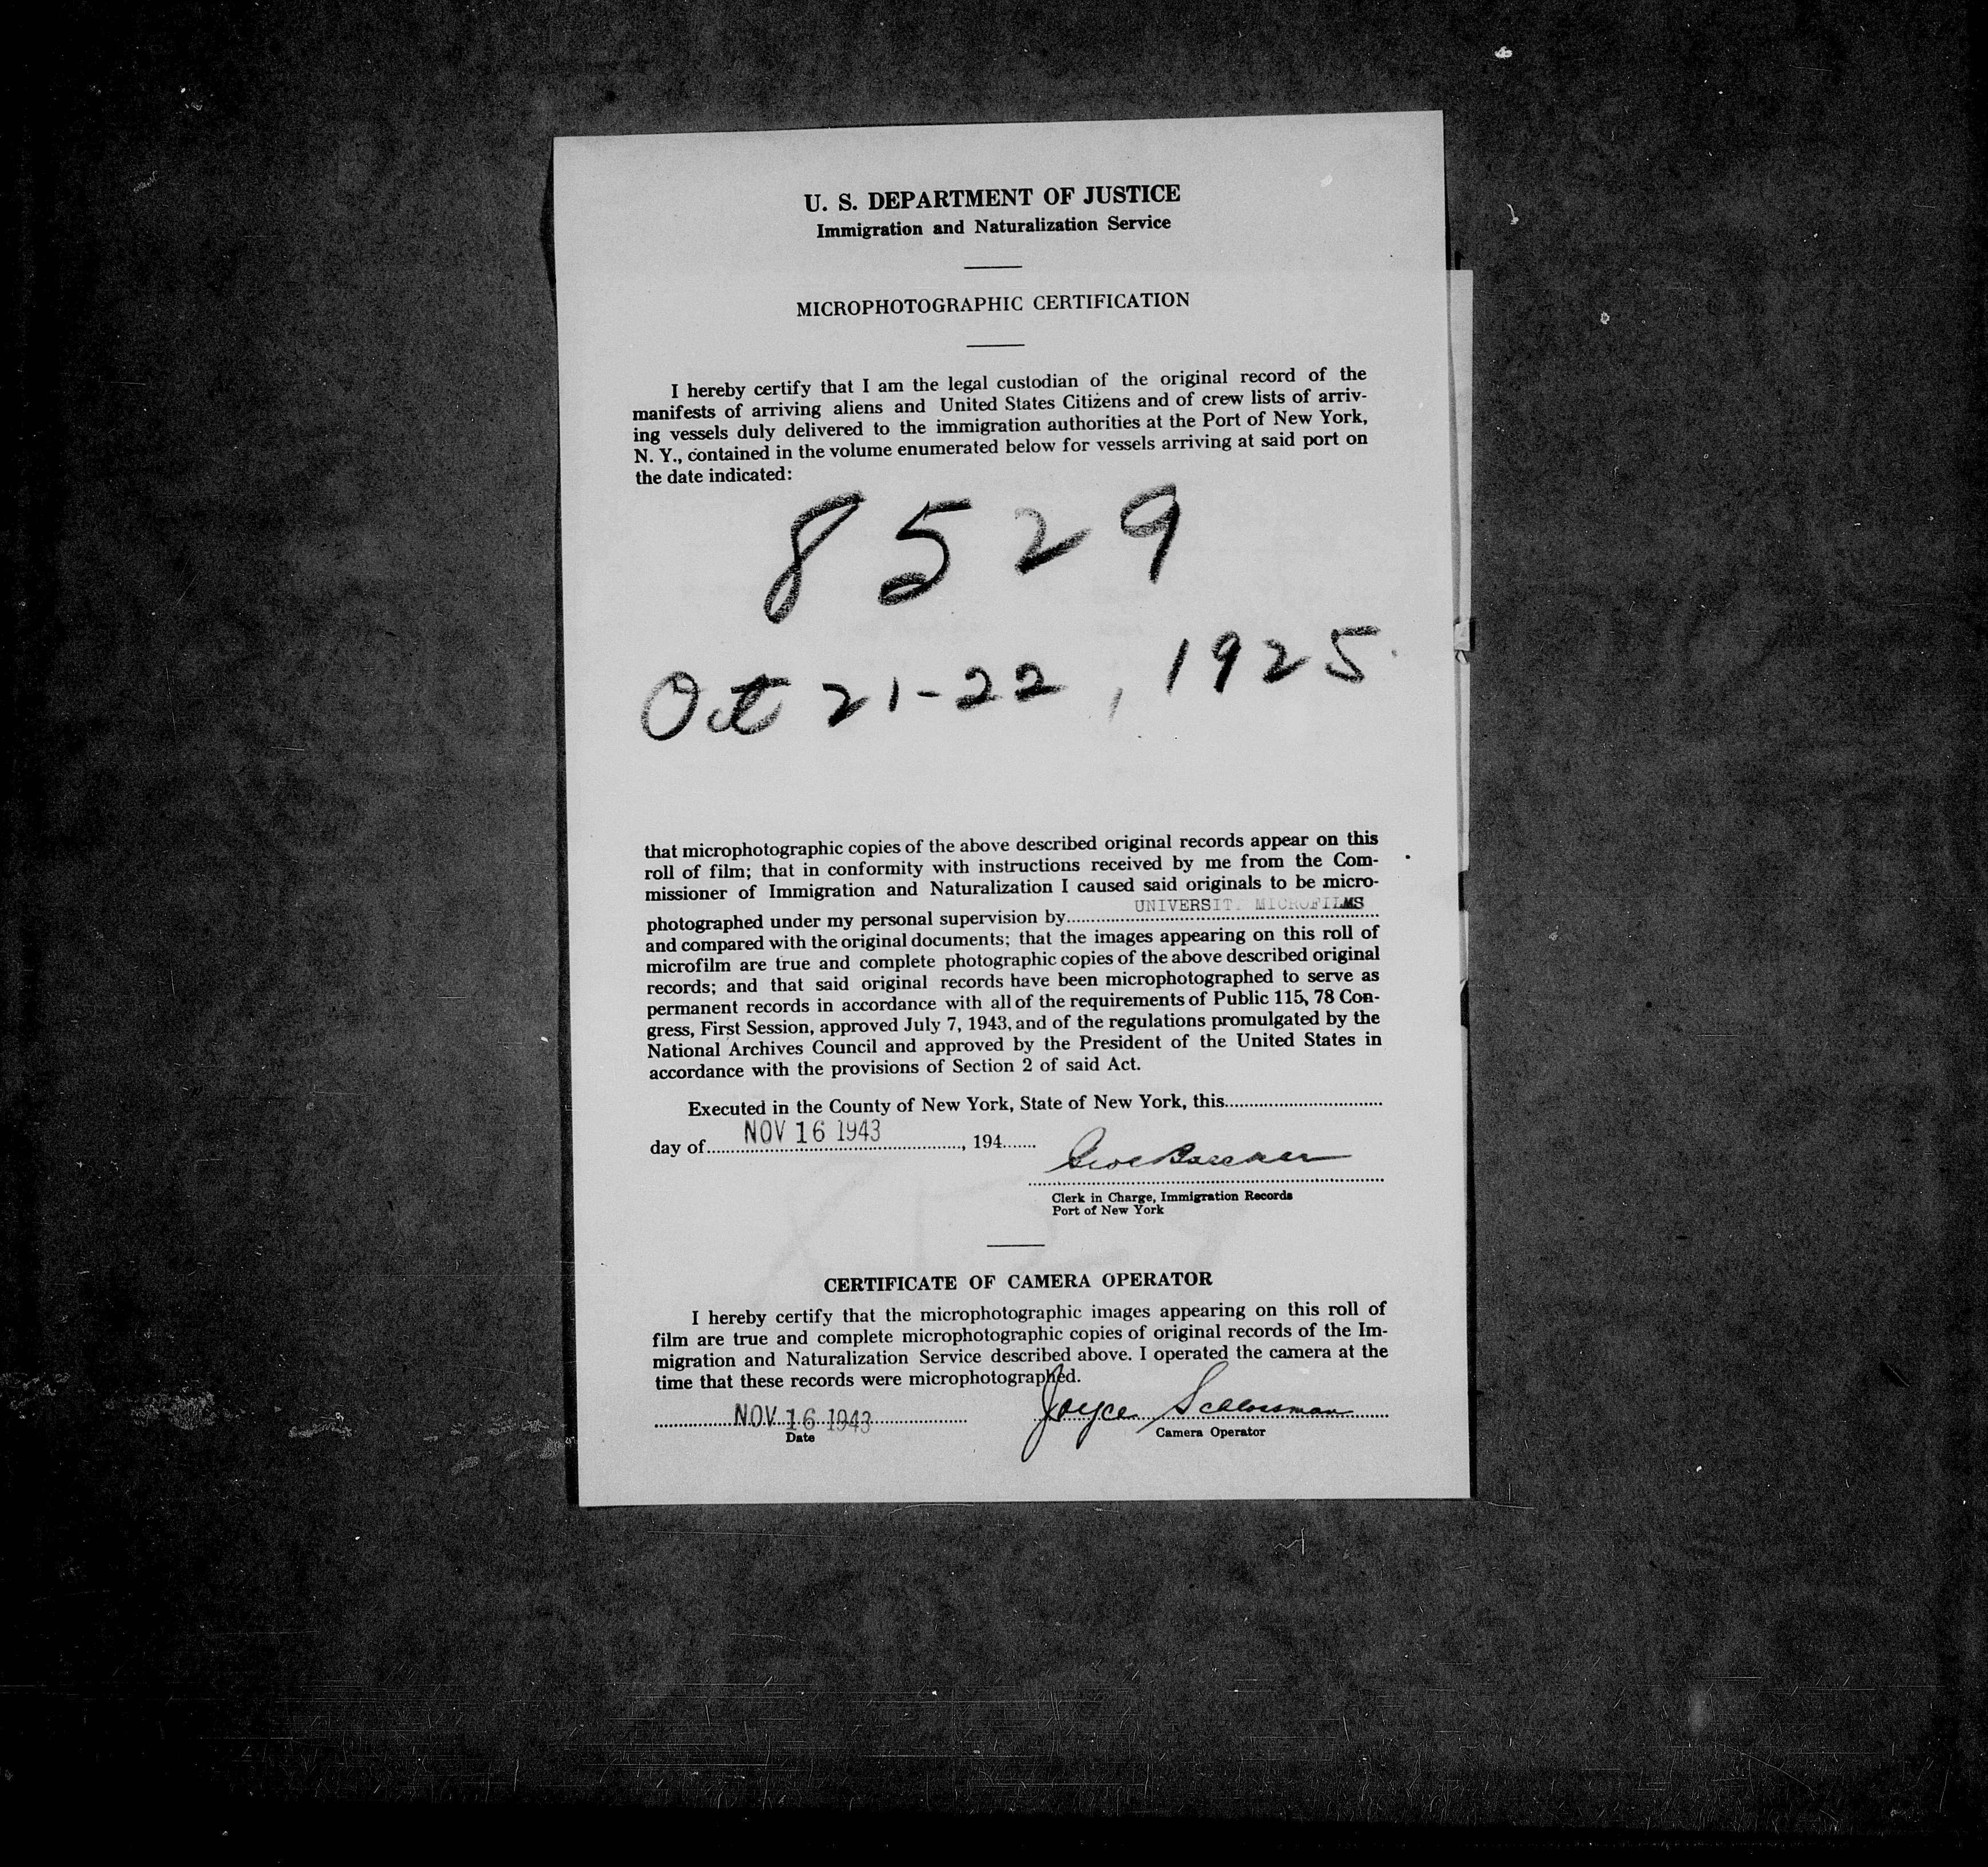 U. S. DEPARTMENT OF JUSTICE
Immigration and Naturalization Service
MICROPHOTOGRAPHIC CERTIFICATION
I hereby certify that I am the legal custodian of the original record of the
manifests of arriving aliens and United States Citizens and of crew lists of arriv-
ing vessels duly delivered to the immigration authorities at the Port of New York,
N. Y., contained in the volume enumerated below for vessels arriving at said port on
the date indicated:
8529
Oct 21-22, 1925.
that microphotographic copies of the above described original records appear on this
roll of film; that in conformity with instructions received by me from the Com-
missioner of Immigration and Naturalization I caused said originals to be micro-
photographed under my personal supervision by UNIVERSIT. MICROFILMS
and compared with the original documents; that the images appearing on this roll of
microfilm are true and complete photographic copies of the above described original
records; and that said original records have been microphotographed to serve as
permanent records in accordance with all of the requirements of Public 115, 78 Con-
gress, First Session, approved July 7, 1943, and of the regulations promulgated by the
National Archives Council and approved by the President of the United States in
accordance with the provisions of Section 2 of said Act.
Executed in the County of New York, State of New York, this
day of NOV 16 1943, 194
Clerk in Charge, Immigration Records
Port of New York
CERTIFICATE OF CAMERA OPERATOR
I hereby certify that the microphotographic images appearing on this roll of
film are true and complete microphotographic copies of original records of the Im-
migration and Naturalization Service described above. I operated the camera at the
time that these records were microphotographed.
NOV 16 1943 Joyce Schlossman
Date Camera Operator